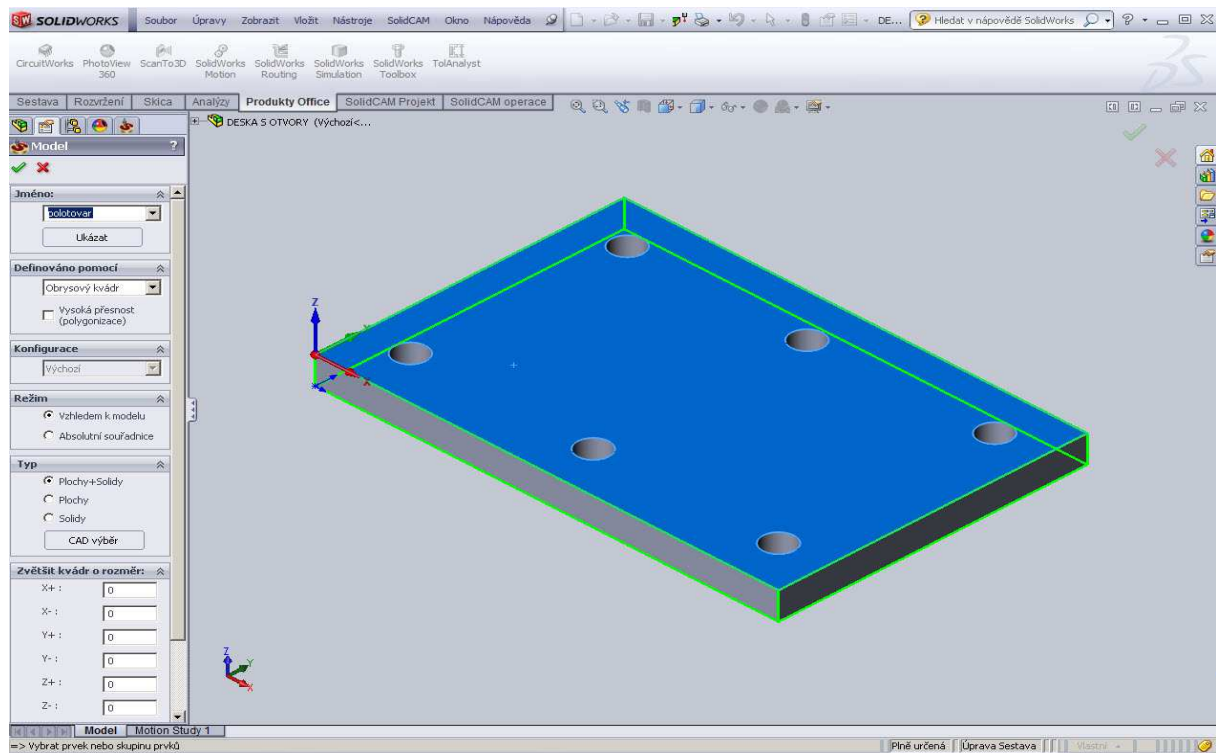 SOLIDWORKS Soubor Úpravy Zobrazit Vložit Nástroje SolidCAM Okno Nápověda DE... Hledat v nápovědě SolidWorks
CircuitWorks PhotoView 360 ScanTo3D SolidWorks Motion SolidWorks Routing SolidWorks Simulation SolidWorks Toolbox TolAnalyst
Sestava Rozvržení Skica Analýzy Produkty Office SolidCAM Projekt SolidCAM operace
DESKA S OTVORY (Výchozí<...
Model ?
Jméno:
polotovar
Ukázat
Definováno pomocí
Obrysový kvádr
Vysoká přesnost
(polygonizace)
Konfigurace
Výchozí
Režim
Vzhledem k modelu
Absolutní souřadnice
Typ
Plochy+Solidy
Plochy
Solidy
CAD výběr
Zvětšit kvádr o rozměr:
X+ : 0
X- : 0
Y+ : 0
Y- : 0
Z+ : 0
Z- : 0
Z
Y
X
Z
Y
X
Model Motion Study 1
=> Vybrat prvek nebo skupinu prvků Plně určená Úprava Sestava Vlastní